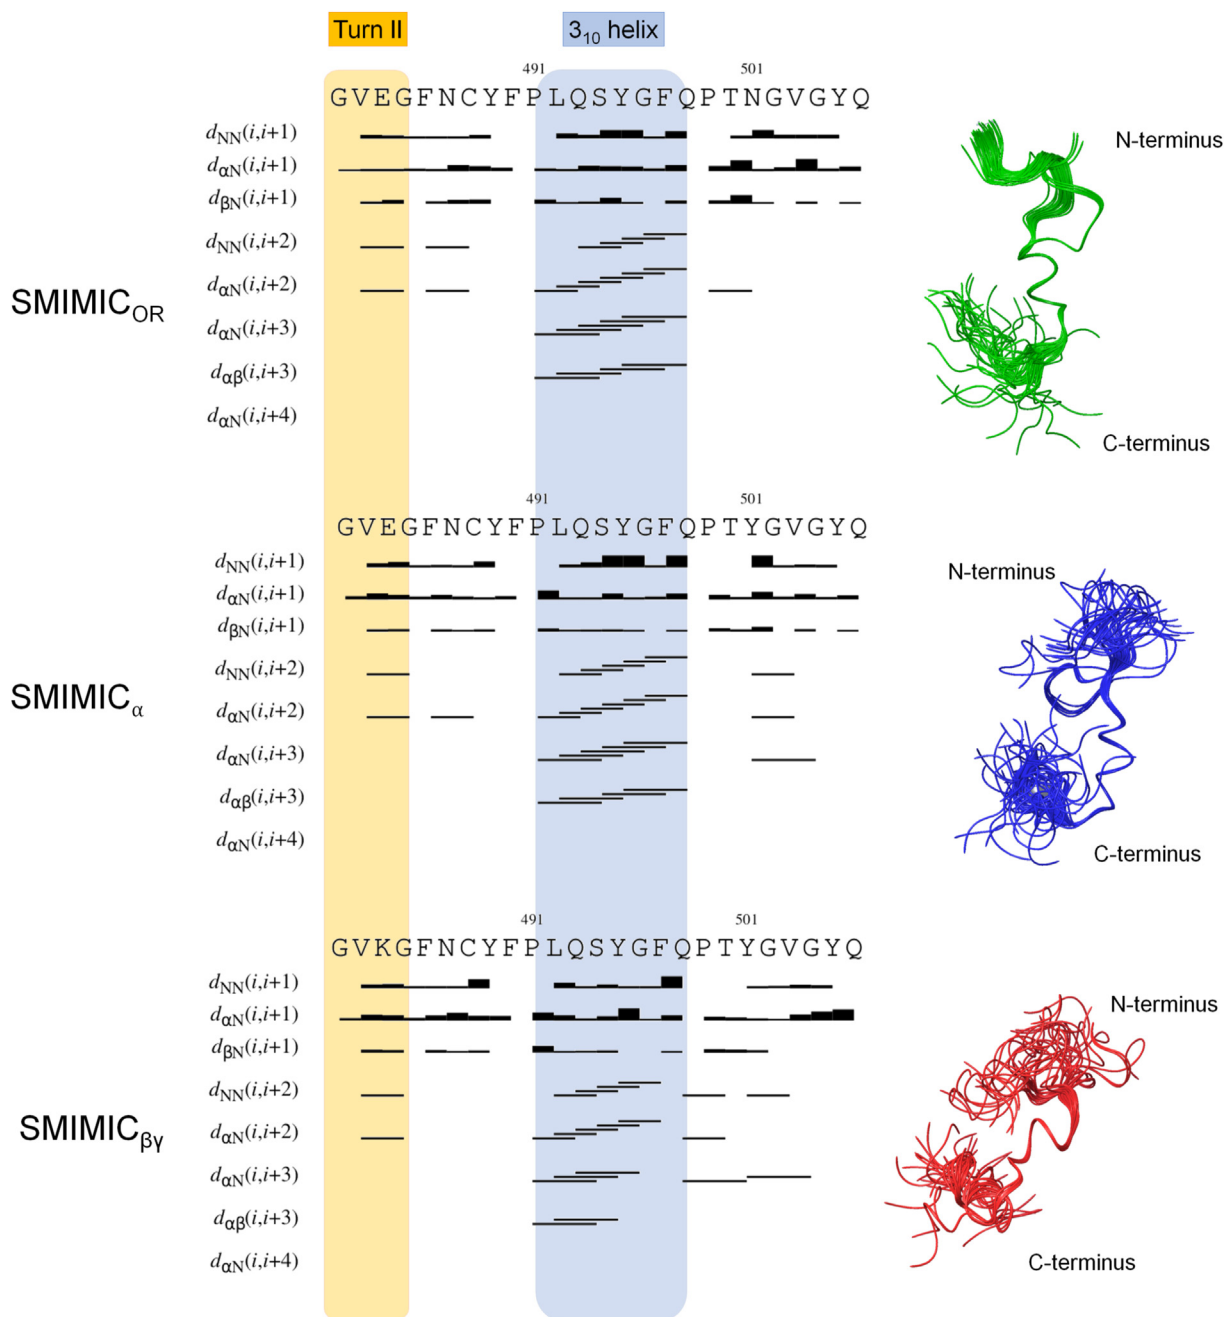 Turn II
3₁₀ helix
491 501
GVEGFNCYFPLQSYGFQPTNGVGYQ
dNN(i,i+1)
dαN(i,i+1)
dβN(i,i+1)
dNN(i,i+2)
dαN(i,i+2)
dαN(i,i+3)
dαβ(i,i+3)
dαN(i,i+4)
SMIMICOR
N-terminus
C-terminus
491 501
GVEGFNCYFPLQSYGFQPTYGVGYQ
dNN(i,i+1)
dαN(i,i+1)
dβN(i,i+1)
dNN(i,i+2)
dαN(i,i+2)
dαN(i,i+3)
dαβ(i,i+3)
dαN(i,i+4)
SMIMICα
N-terminus
C-terminus
491 501
GVKGFNCYFPLQSYGFQPTYGVGYQ
dNN(i,i+1)
dαN(i,i+1)
dβN(i,i+1)
dNN(i,i+2)
dαN(i,i+2)
dαN(i,i+3)
dαβ(i,i+3)
dαN(i,i+4)
SMIMICβγ
N-terminus
C-terminus